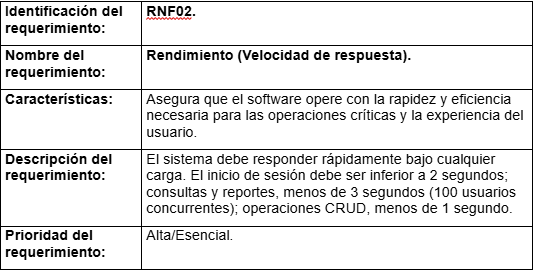 Identificación del requerimiento: RNF02.
Nombre del requerimiento: Rendimiento (Velocidad de respuesta).
Características: Asegura que el software opere con la rapidez y eficiencia
necesaria para las operaciones críticas y la experiencia del
usuario.
Descripción del requerimiento: El sistema debe responder rápidamente bajo cualquier
carga. El inicio de sesión debe ser inferior a 2 segundos;
consultas y reportes, menos de 3 segundos (100 usuarios
concurrentes); operaciones CRUD, menos de 1 segundo.
Prioridad del requerimiento: Alta/Esencial.